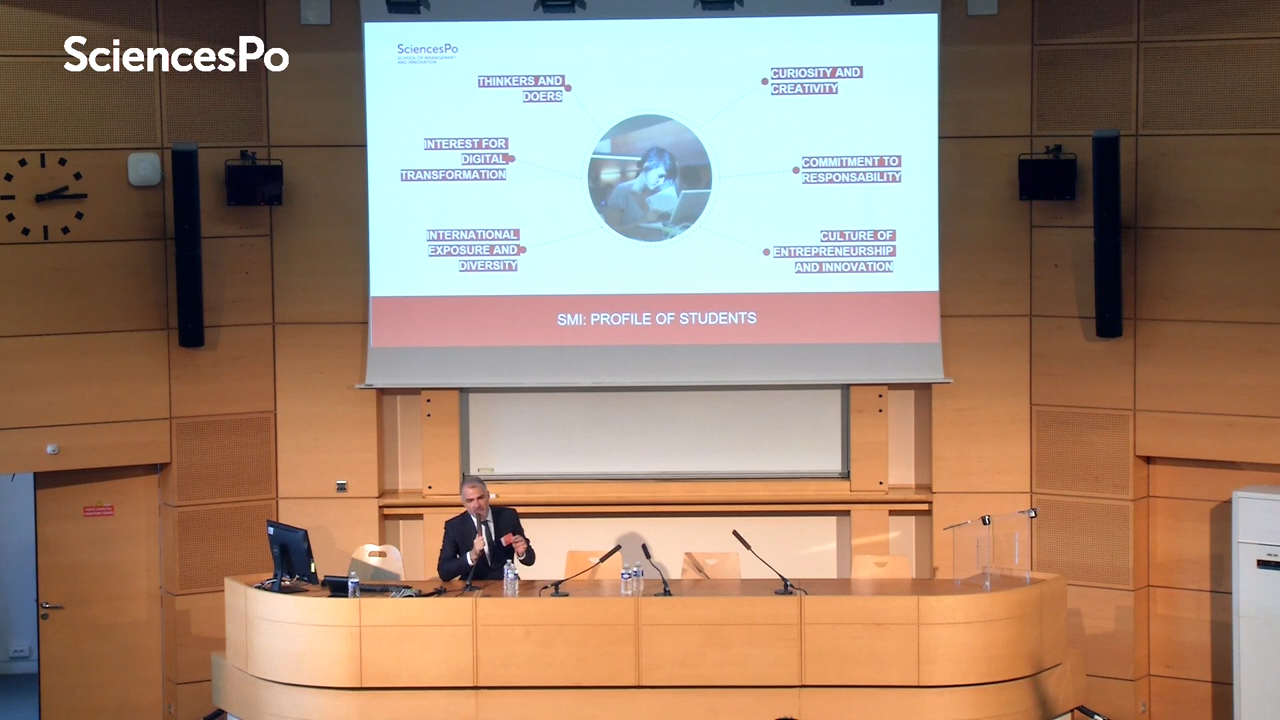 SciencesPo
SciencesPo
SCHOOL OF MANAGEMENT
AND INNOVATION
THINKERS AND
DOERS
CURIOSITY AND
CREATIVITY
INTEREST FOR
DIGITAL
TRANSFORMATION
COMMITMENT TO
RESPONSABILITY
INTERNATIONAL
EXPOSURE AND
DIVERSITY
CULTURE OF
ENTREPRENEURSHIP
AND INNOVATION
SMI: PROFILE OF STUDENTS